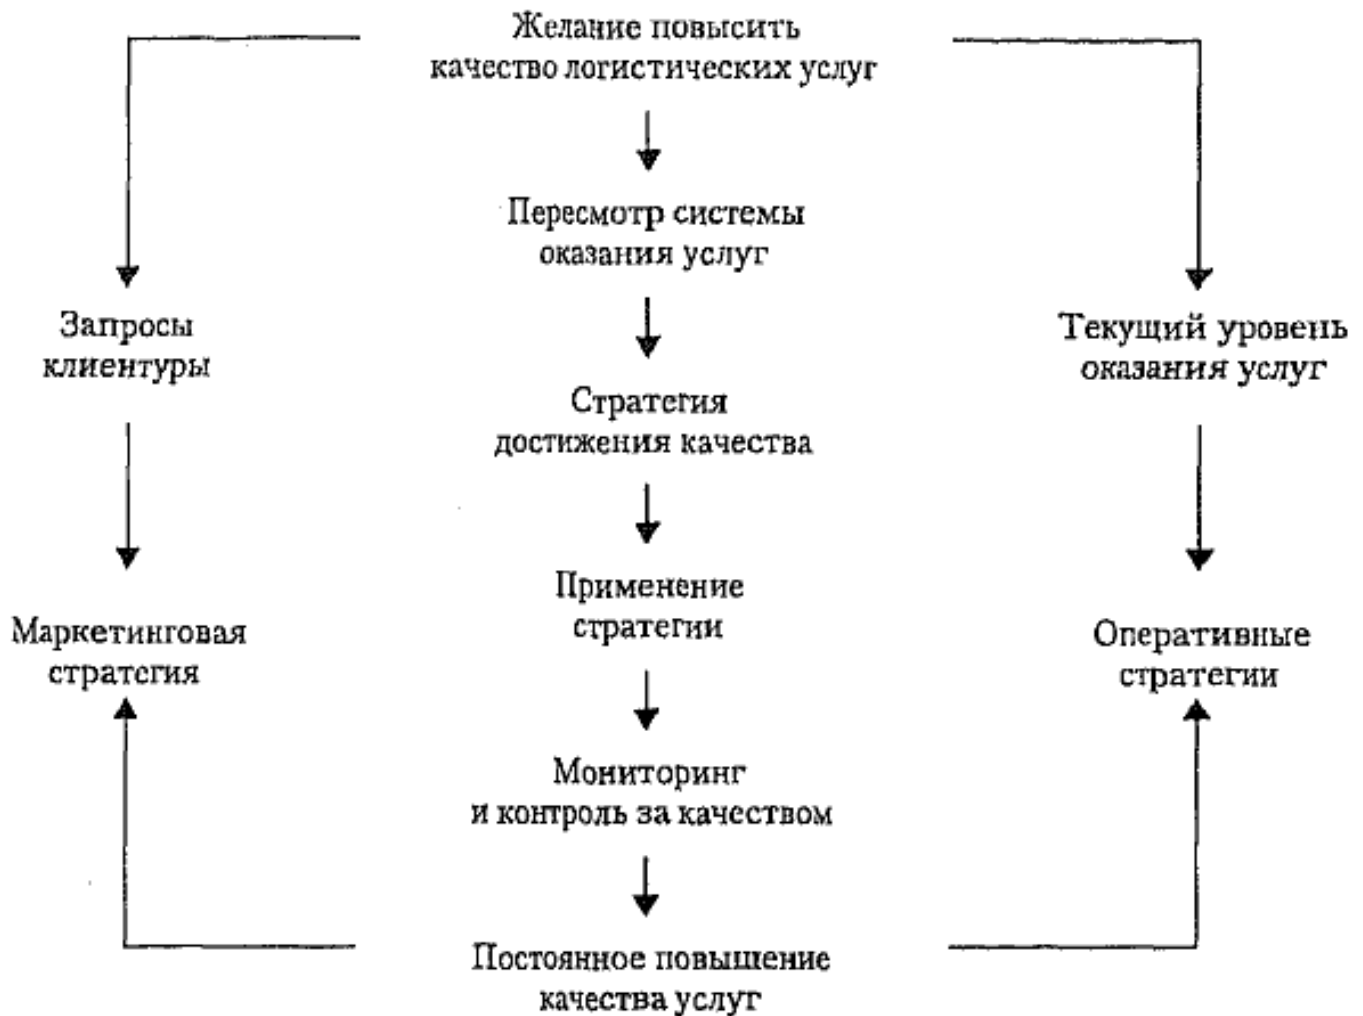 Желание повысить
качество логистических услуг
Пересмотр системы
оказания услуг
Запросы
клиентуры
Текущий уровень
оказания услуг
Стратегия
достижения качества
Применение
стратегии
Маркетинговая
стратегия
Оперативные
стратегии
Мониторинг
и контроль за качеством
Постоянное повышение
качества услуг